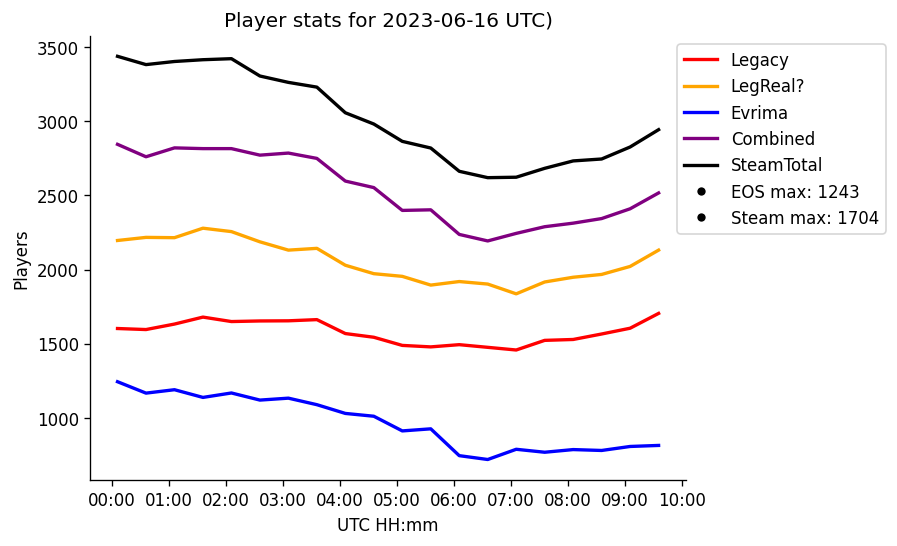 Player stats for 2023-06-16 UTC)
3500
3000
2500
2000
1500
1000
Players
00:00 01:00 02:00 03:00 04:00 05:00 06:00 07:00 08:00 09:00 10:00
UTC HH:mm
Legacy
LegReal?
Evrima
Combined
SteamTotal
EOS max: 1243
Steam max: 1704